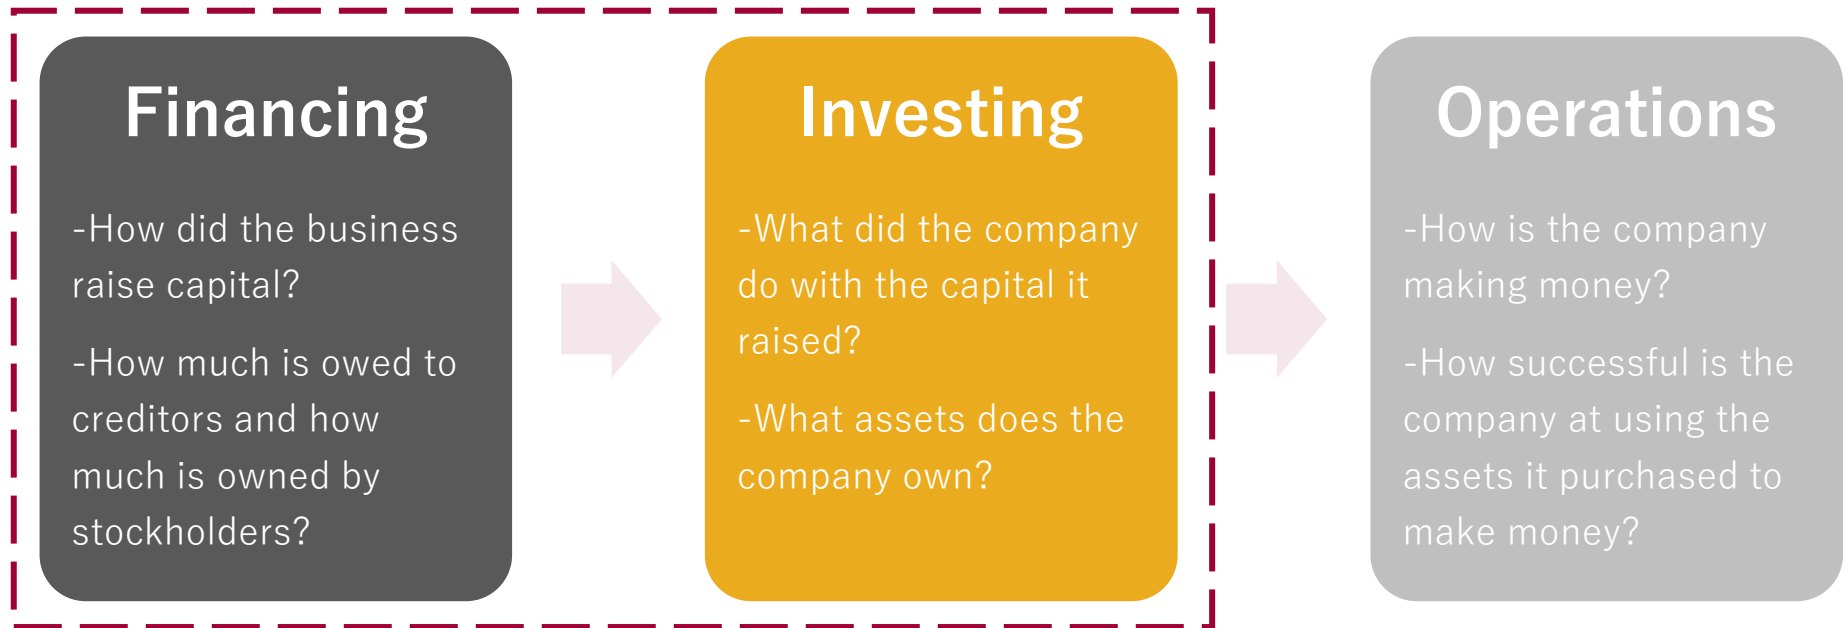 Financing
-How did the business
raise capital?
-How much is owed to
creditors and how
much is owned by
stockholders?
Investing
-What did the company
do with the capital it
raised?
-What assets does the
company own?
Operations
-How is the company
making money?
-How successful is the
company at using the
assets it purchased to
make money?